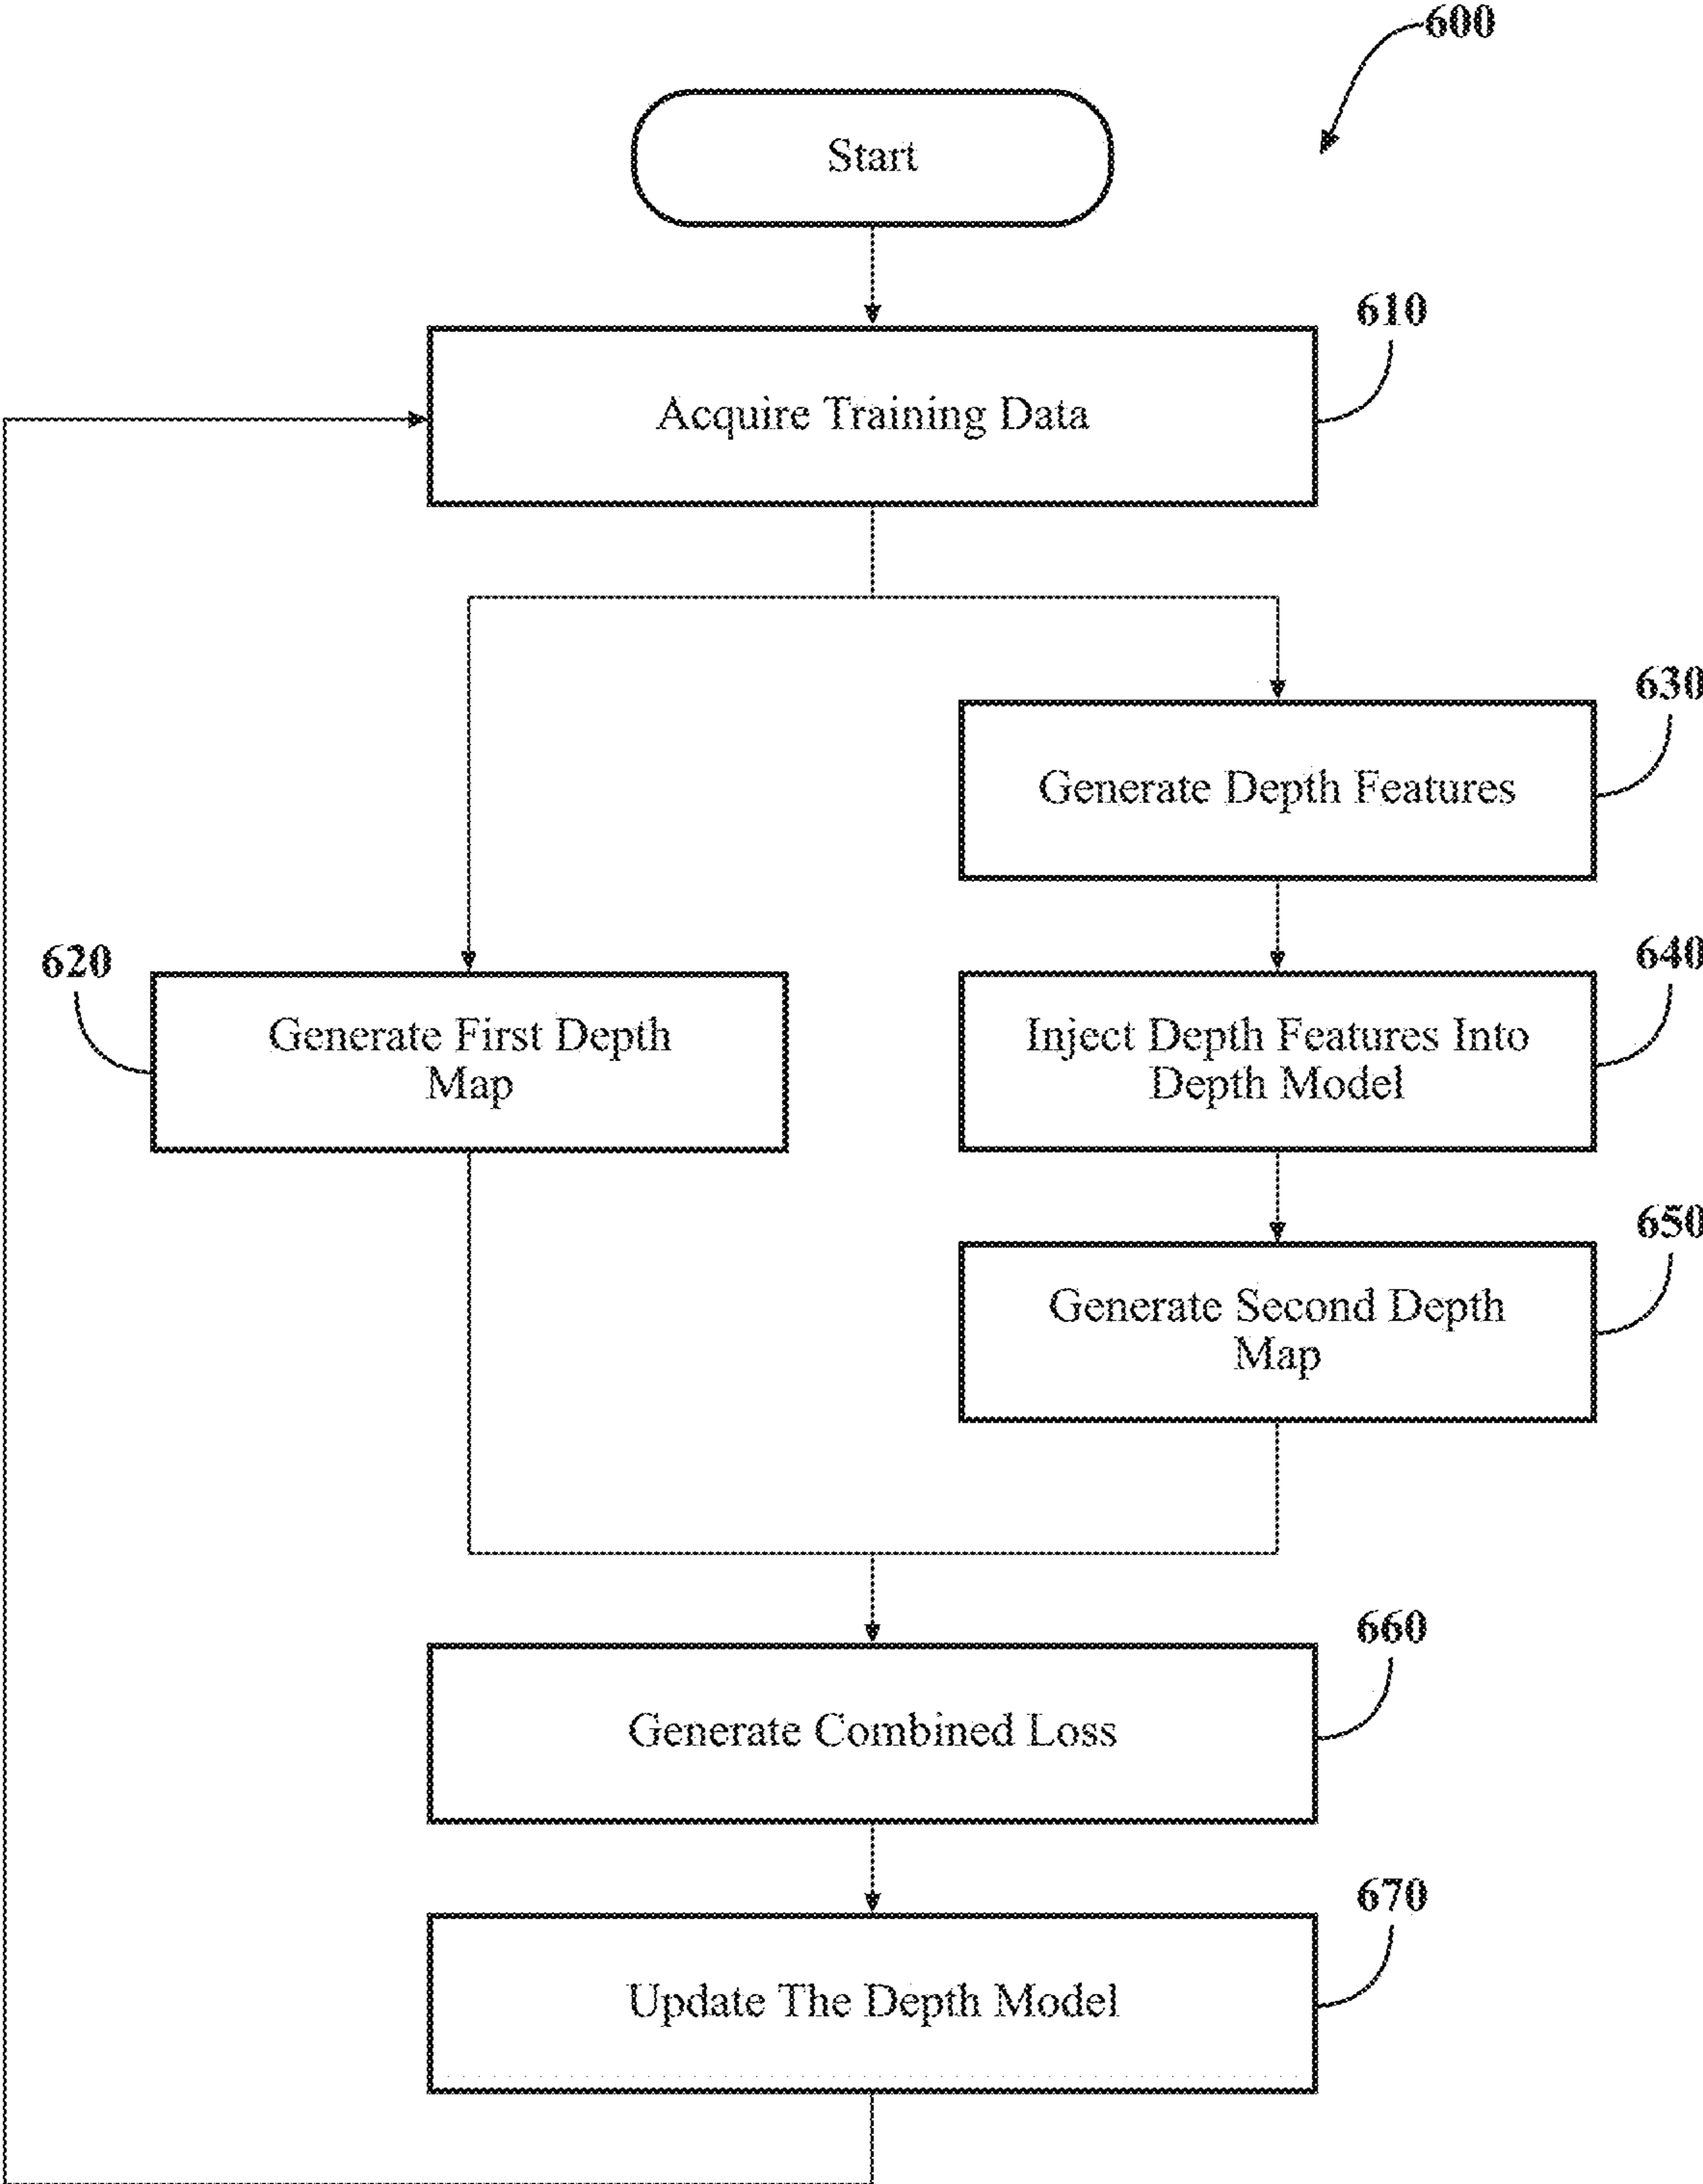 600
Start
610
Acquire Training Data
630
Generate Depth Features
620
Generate First Depth
Map
640
Inject Depth Features Into
Depth Model
650
Generate Second Depth
Map
660
Generate Combined Loss
670
Update The Depth Model